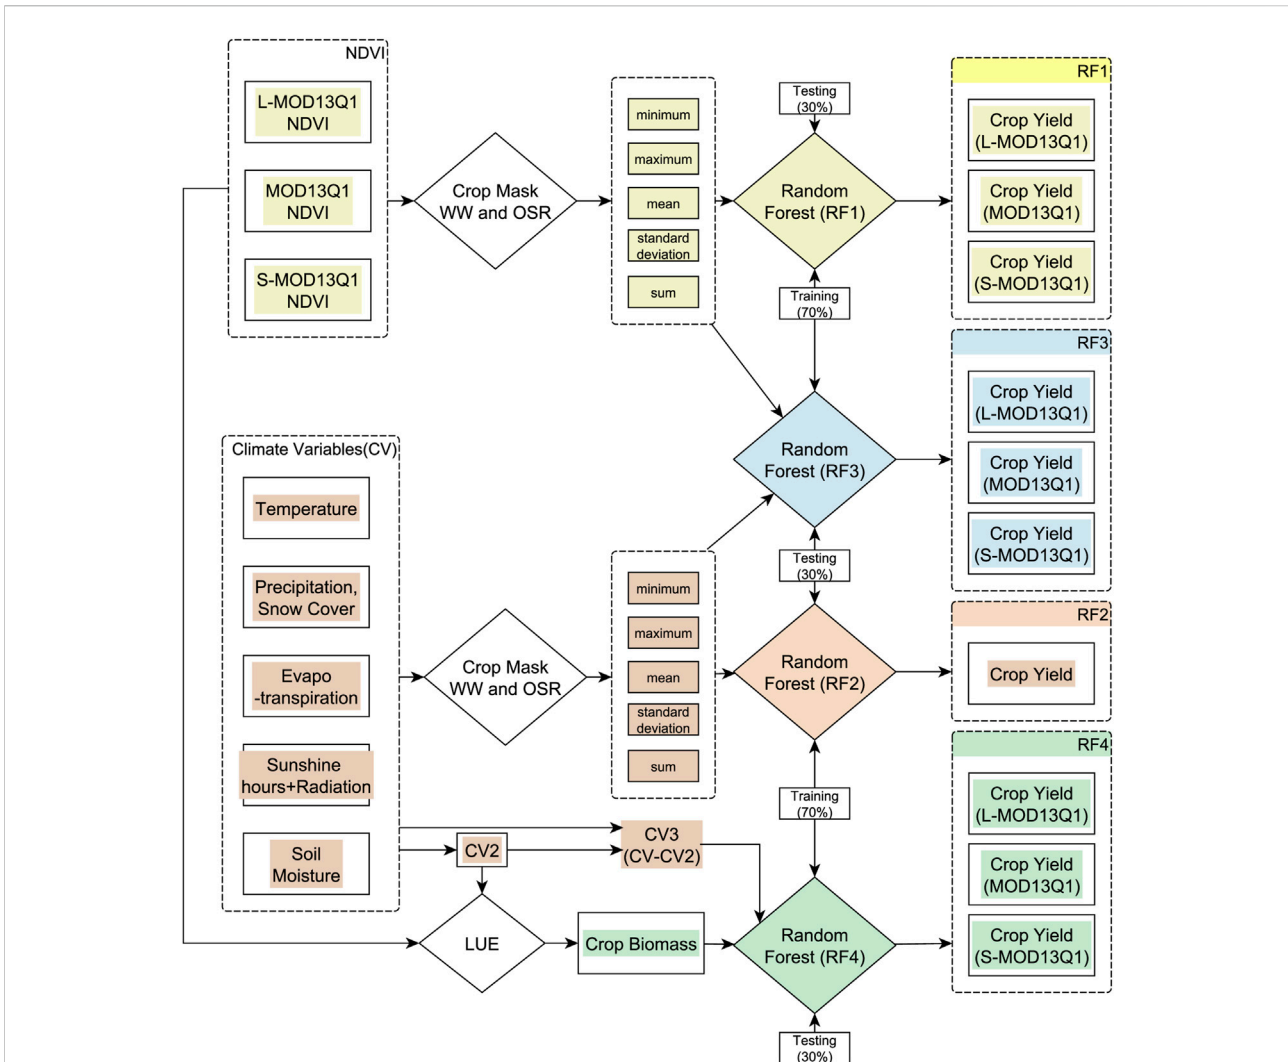 NDVI
L-MOD13Q1
NDVI
MOD13Q1
NDVI
S-MOD13Q1
NDVI
Crop Mask
WW and OSR
minimum
maximum
mean
standard
deviation
sum
Testing
(30%)
Random
Forest (RF1)
Training
(70%)
RF1
Crop Yield
(L-MOD13Q1)
Crop Yield
(MOD13Q1)
Crop Yield
(S-MOD13Q1)
Random
Forest (RF3)
RF3
Crop Yield
(L-MOD13Q1)
Crop Yield
(MOD13Q1)
Crop Yield
(S-MOD13Q1)
Climate Variables(CV)
Temperature
Precipitation,
Snow Cover
Evapo
-transpiration
Sunshine
hours+Radiation
Soil
Moisture
Crop Mask
WW and OSR
minimum
maximum
mean
standard
deviation
sum
Testing
(30%)
Random
Forest (RF2)
RF2
Crop Yield
Training
(70%)
CV2
CV3
(CV-CV2)
LUE
Crop Biomass
Random
Forest (RF4)
RF4
Crop Yield
(L-MOD13Q1)
Crop Yield
(MOD13Q1)
Crop Yield
(S-MOD13Q1)
Testing
(30%)